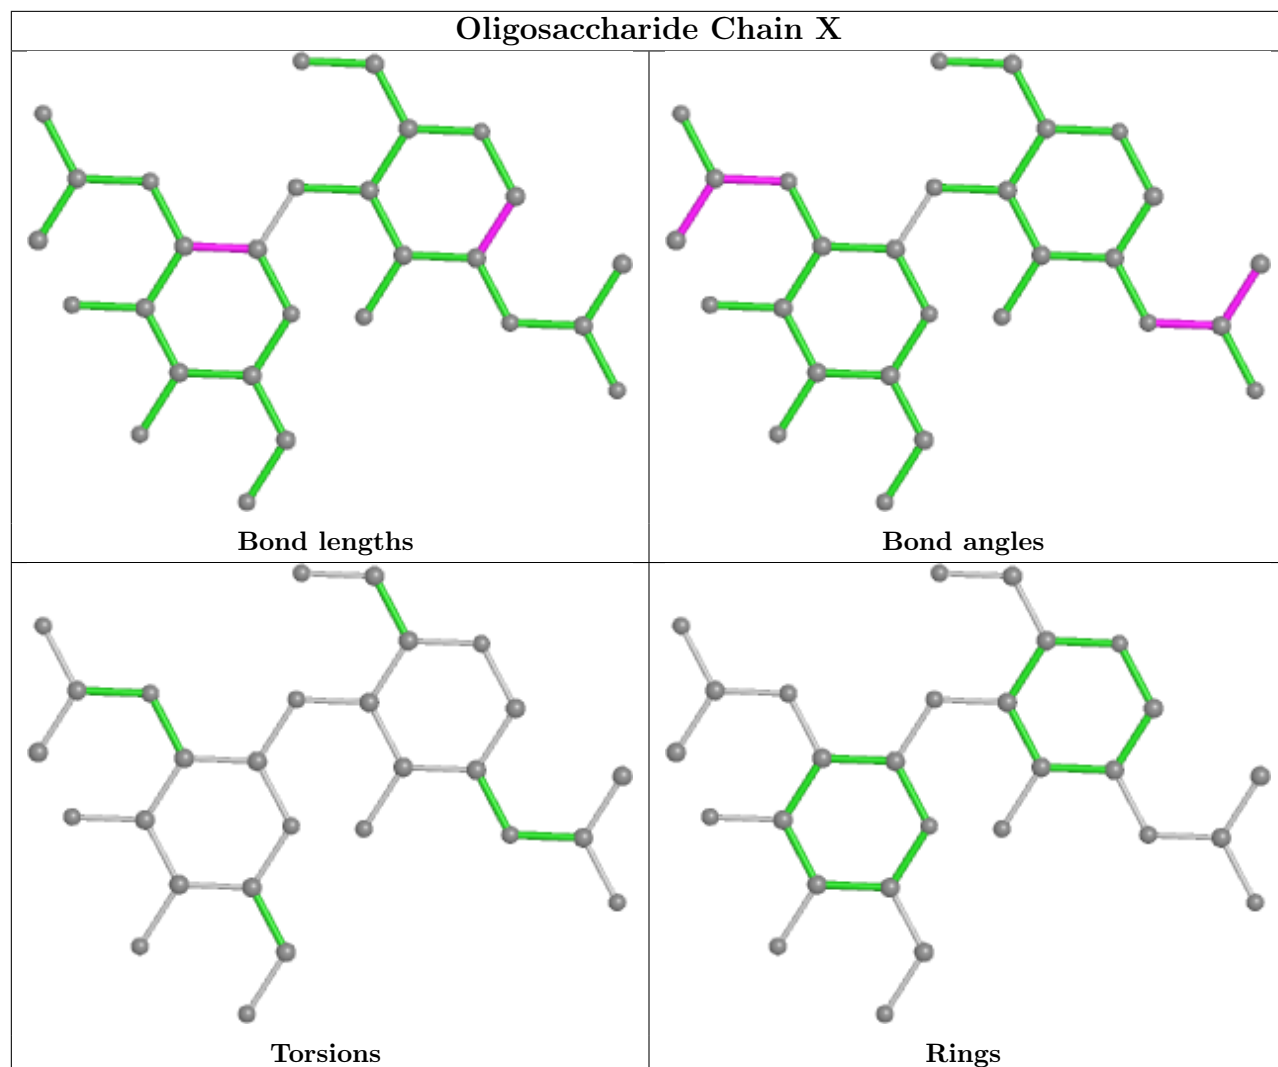 Oligosaccharide Chain X
Bond lengths
Bond angles
Torsions
Rings